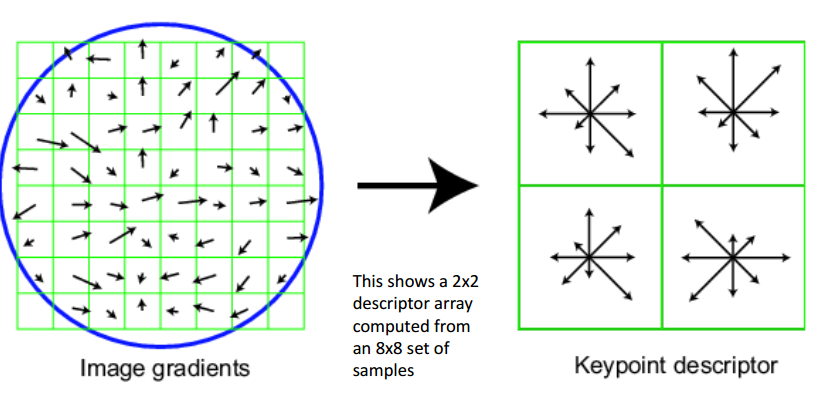 This shows a 2x2
descriptor array
computed from
an 8x8 set of
samples
Image gradients
Keypoint descriptor